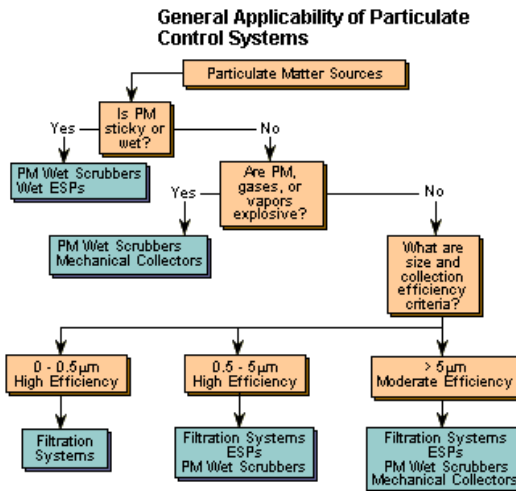 General Applicability of Particulate
Control Systems
Particulate Matter Sources
Is PM
sticky or
wet?
Yes
No
PM Wet Scrubbers
Wet ESPs
Are PM,
gases, or
vapors
explosive?
Yes
No
PM Wet Scrubbers
Mechanical Collectors
What are
size and
collection
efficiency
criteria?
0 - 0.5µm
High Efficiency
0.5 - 5µm
High Efficiency
> 5µm
Moderate Efficiency
Filtration
Systems
Filtration Systems
ESPs
PM Wet Scrubbers
Filtration Systems
ESPs
PM Wet Scrubbers
Mechanical Collectors